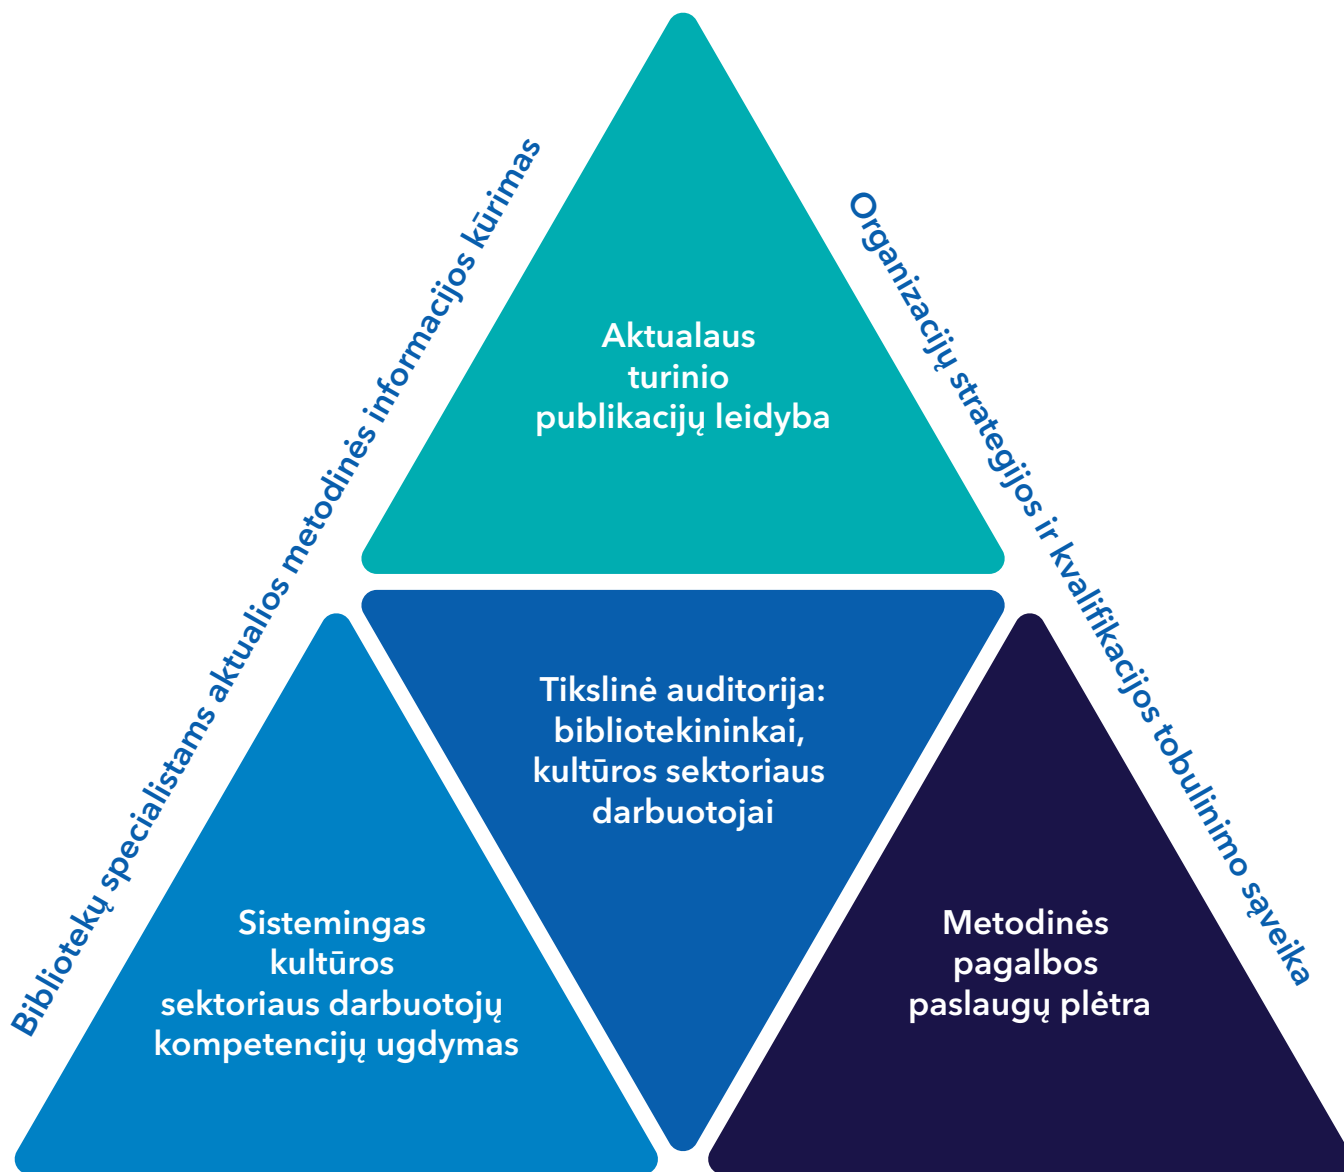 Bibliotekų specialistams aktualios metodinės informacijos kūrimas
Organizacijų strategijos ir kvalifikacijos tobulinimo sąveika
Aktualaus
turinio
publikacijų leidyba
Tikslinė auditorija:
bibliotekininkai,
kultūros sektoriaus
darbuotojai
Sistemingas
kultūros
sektoriaus darbuotojų
kompetencijų ugdymas
Metodinės
pagalbos
paslaugų plėtra